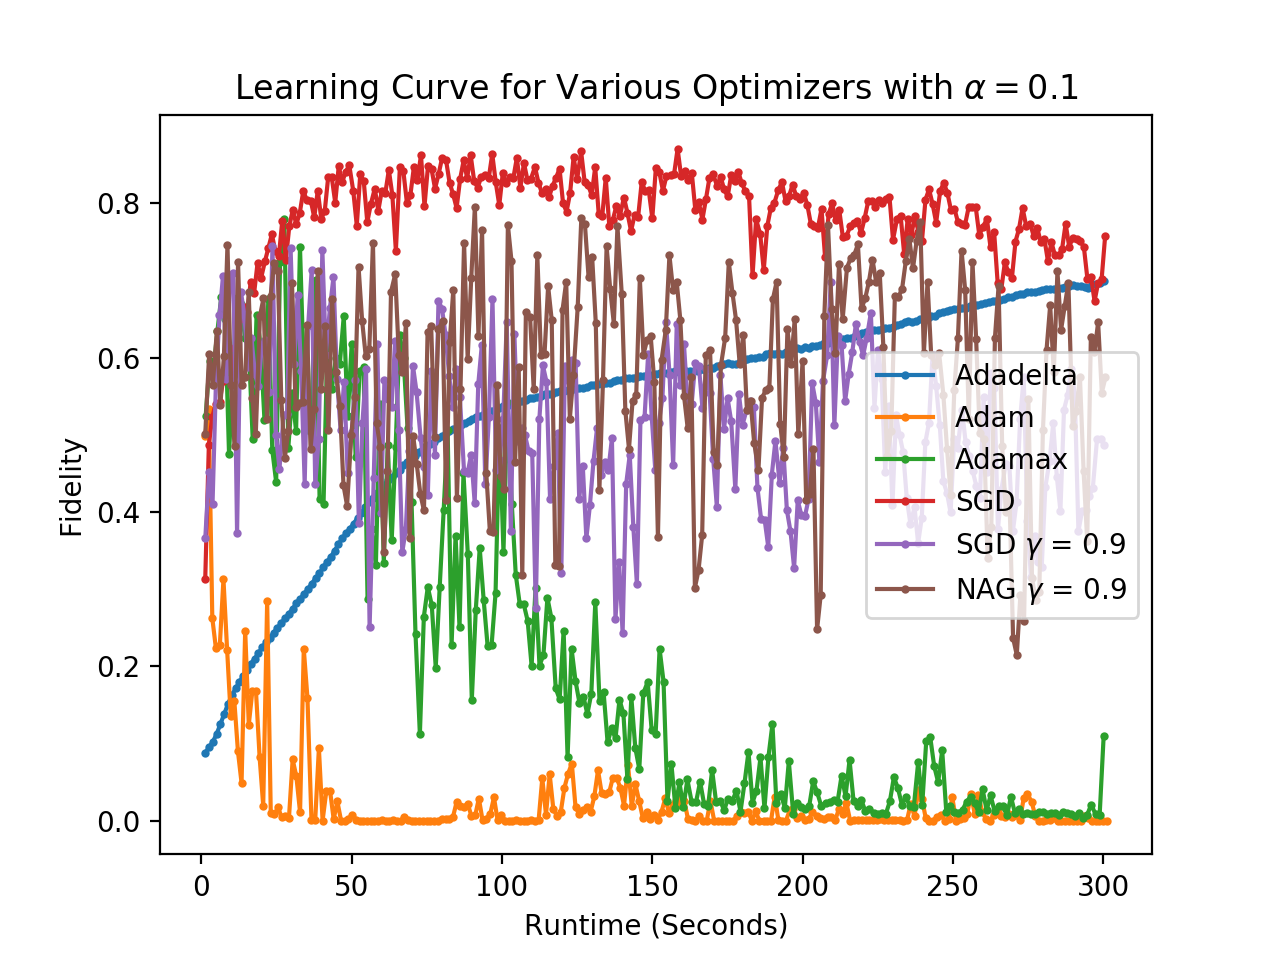 Learning Curve for Various Optimizers with α = 0.1
Fidelity
0.8
0.6
0.4
0.2
0.0
Adadelta
Adam
Adamax
SGD
SGD γ = 0.9
NAG γ = 0.9
0 50 100 150 200 250 300
Runtime (Seconds)